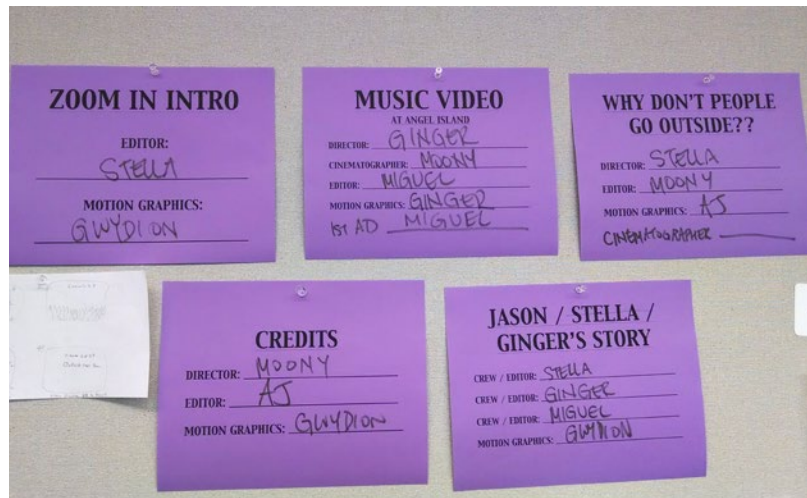 ZOOM IN INTRO
EDITOR:
STELLA
MOTION GRAPHICS:
GWYDION
MUSIC VIDEO
AT ANGEL ISLAND
DIRECTOR: GINGER
CINEMATOGRAPHER: MOONY
EDITOR: MIGUEL
MOTION GRAPHICS: GINGER
1ST AD MIGUEL
WHY DON'T PEOPLE
GO OUTSIDE??
DIRECTOR: STELLA
EDITOR: MOONY
MOTION GRAPHICS: AJ
CINEMATOGRAPHER
CREDITS
DIRECTOR: MOONY
EDITOR: AJ
MOTION GRAPHICS: GWYDION
JASON / STELLA /
GINGER'S STORY
CREW / EDITOR: STELLA
CREW / EDITOR: GINGER
CREW / EDITOR: MIGUEL
MOTION GRAPHICS: GWYDION